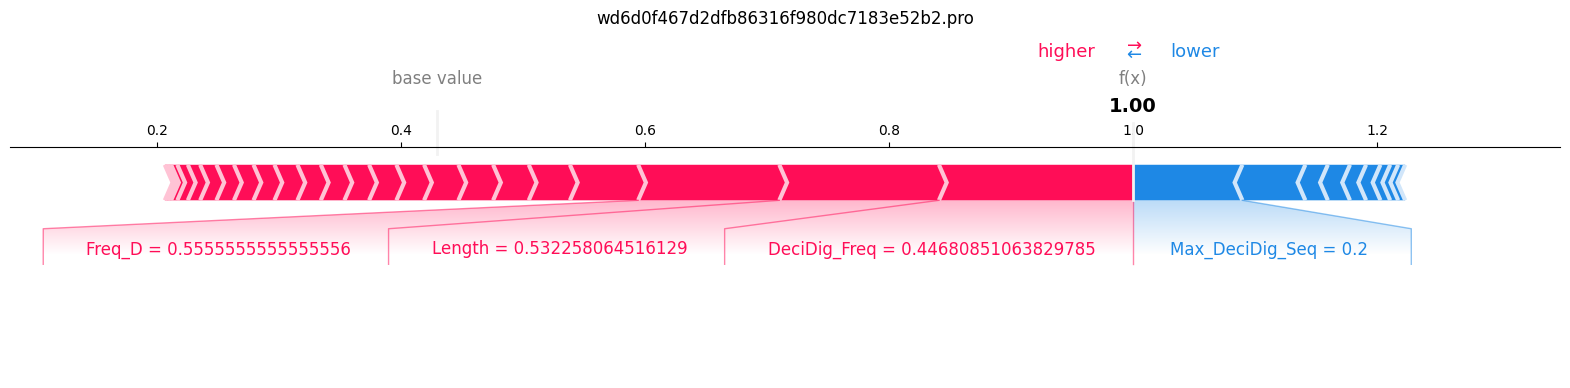 wd6d0f467d2dfb86316f980dc7183e52b2.pro
higher ⇄ lower
base value f(x)
1.00
0.2 0.4 0.6 0.8 1.0 1.2
Freq_D = 0.5555555555555556 Length = 0.532258064516129 DeciDig_Freq = 0.44680851063829785 Max_DeciDig_Seq = 0.2